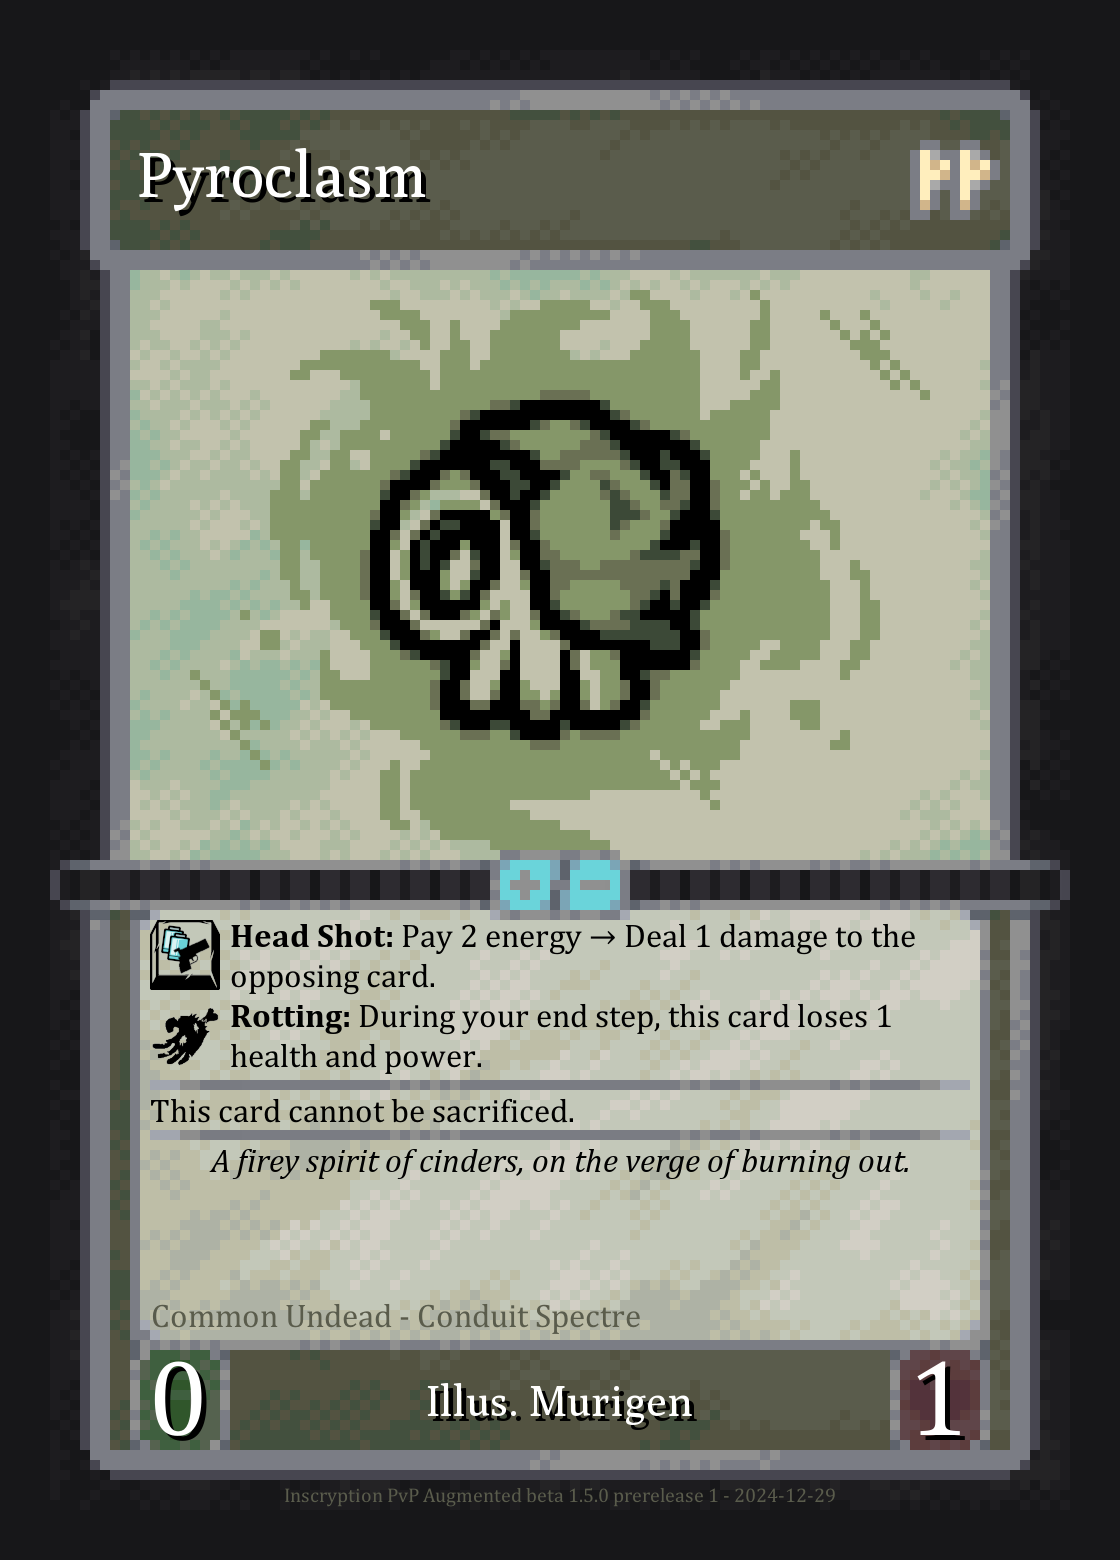 Pyroclasm
Head Shot: Pay 2 energy → Deal 1 damage to the
opposing card.
Rotting: During your end step, this card loses 1
health and power.
This card cannot be sacrificed.
A firey spirit of cinders, on the verge of burning out.
Common Undead - Conduit Spectre
0
Illus. Murigen
1
Inscryption PvP Augmented beta 1.5.0 prerelease 1 - 2024-12-29